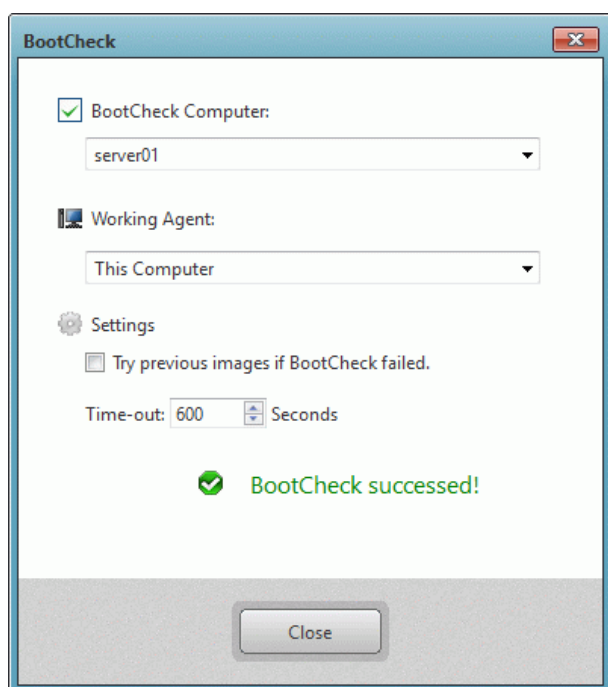 BootCheck
BootCheck Computer:
server01
Working Agent:
This Computer
Settings
Try previous images if BootCheck failed.
Time-out: 600 Seconds
BootCheck successed!
Close